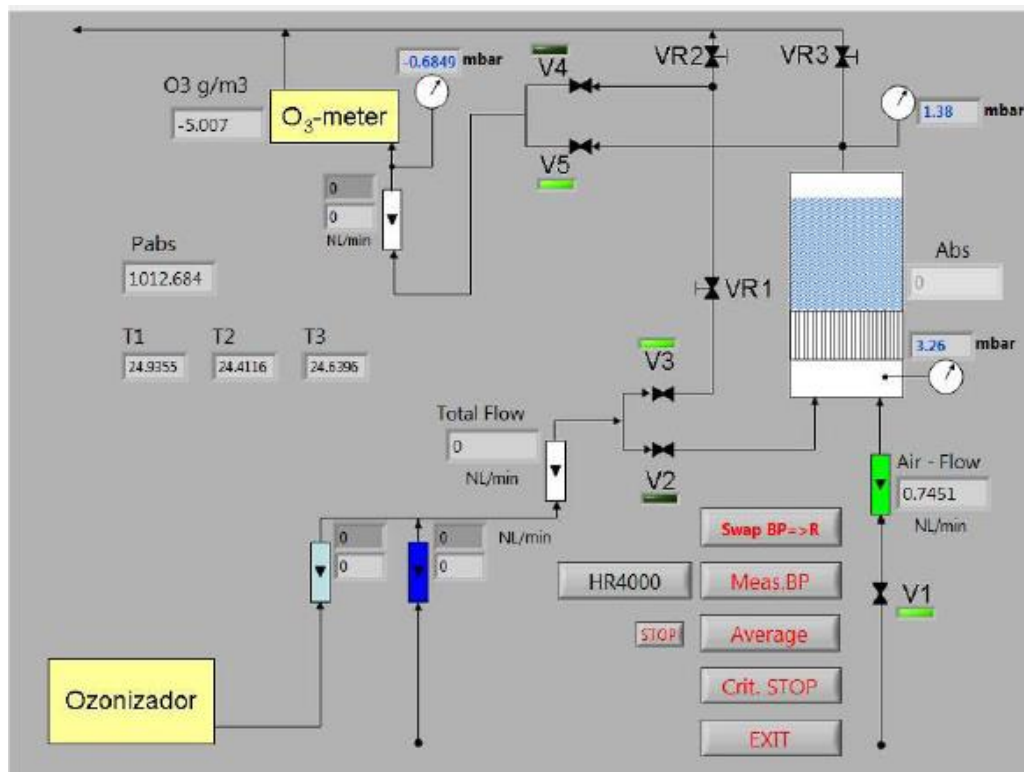 VR2
VR3
V4
-0.6849 mbar
O3 g/m3
-5.007
O3-meter
1.38 mbar
V5
0
0
NL/min
Pabs
1012.684
Abs
0
VR1
T1 T2 T3
24.9355 24.4116 24.6396
V3
3.26 mbar
Total Flow
0
NL/min
V2
Air - Flow
0.7451
NL/min
0 0 NL/min
0 0
Swap BP=>R
HR4000 Meas.BP
V1
STOP Average
Crit. STOP
Ozonizador
EXIT